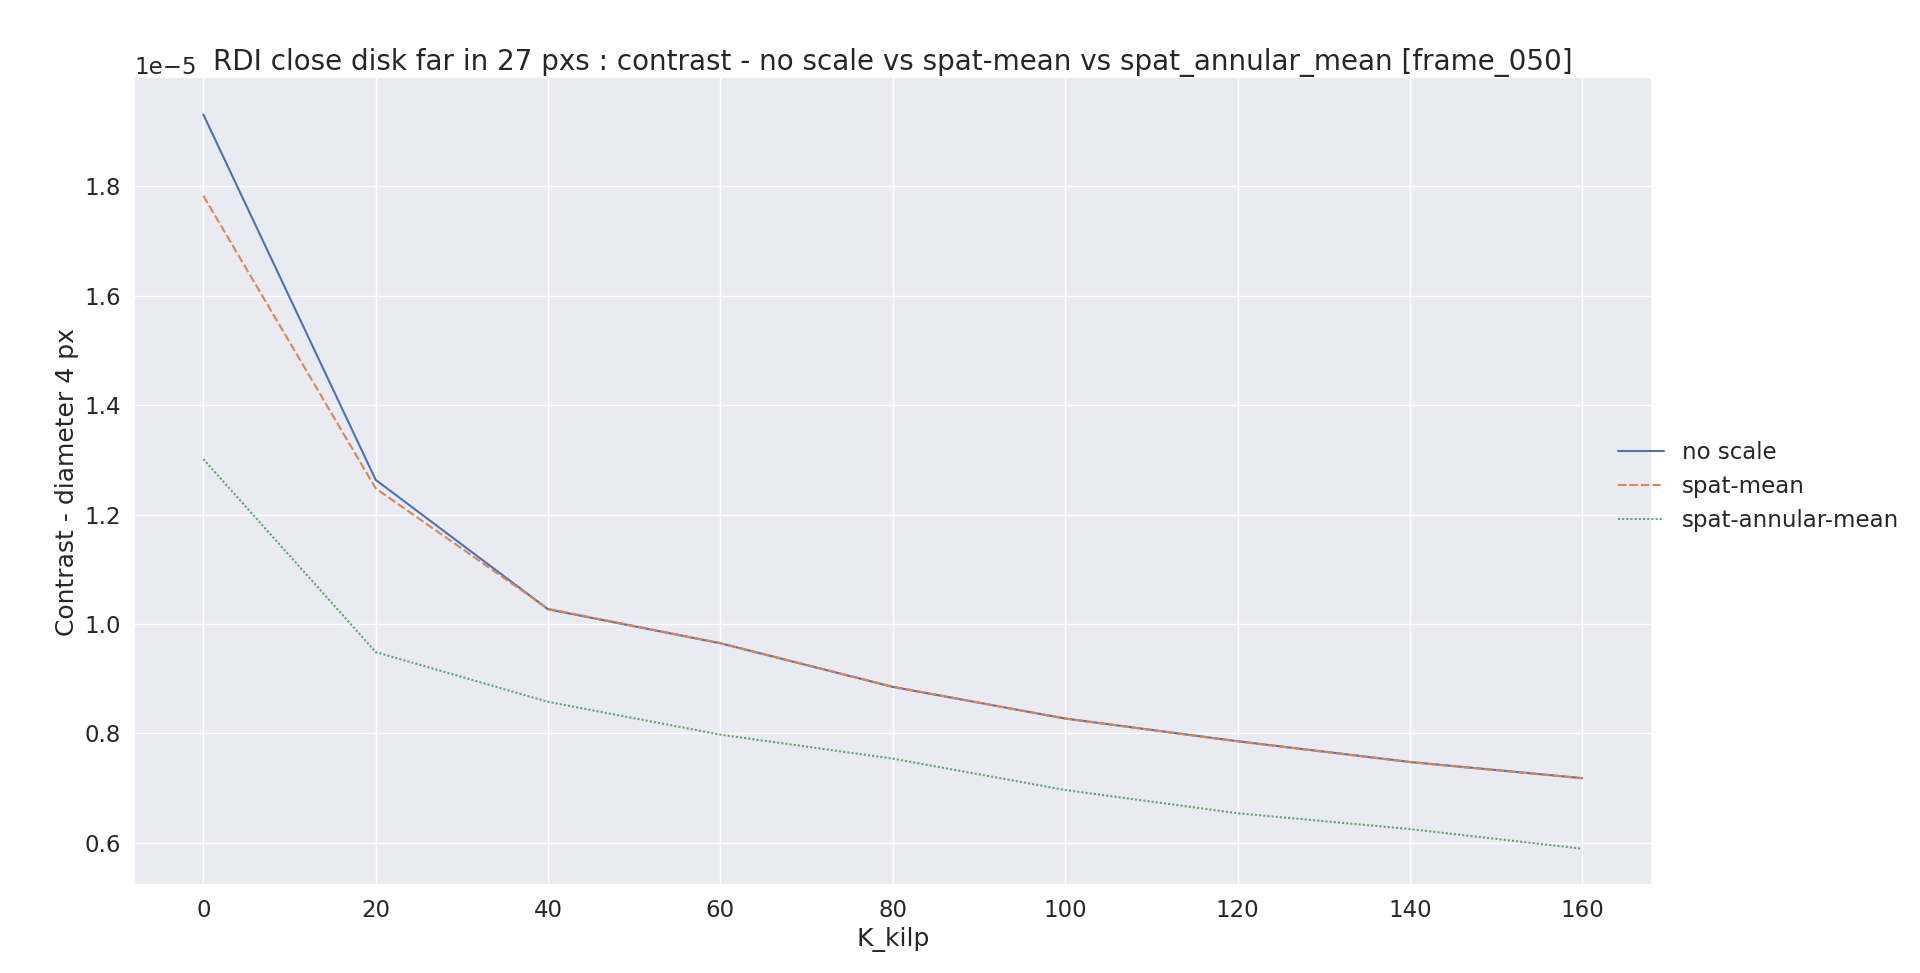 1e−5 RDI close disk far in 27 pxs : contrast - no scale vs spat-mean vs spat_annular_mean [frame_050]
1.8
1.6
1.4
1.2
1.0
0.8
0.6
Contrast - diameter 4 px
no scale
spat-mean
spat-annular-mean
0 20 40 60 80 100 120 140 160
K_kilp